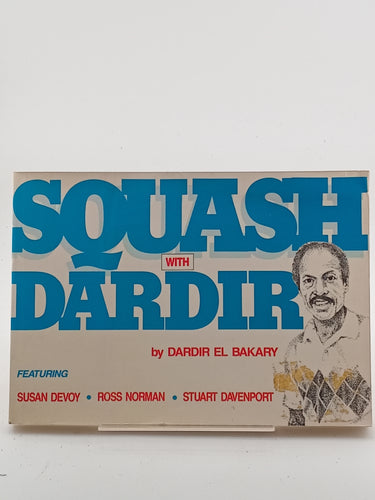 SQUASH
WITH
DARDIR
by DARDIR EL BAKARY
FEATURING
SUSAN DEVOY • ROSS NORMAN • STUART DAVENPORT